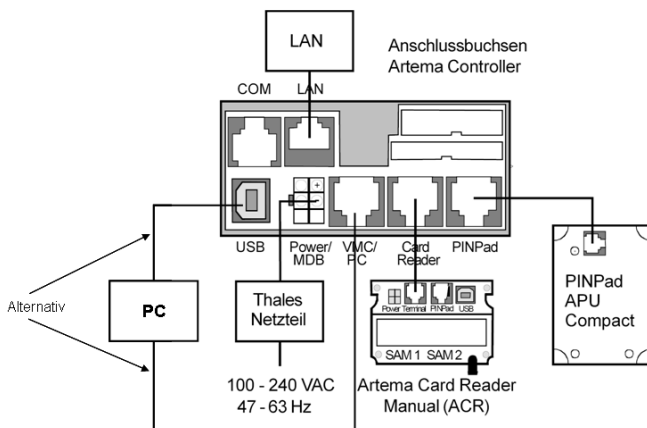 LAN
Anschlussbuchsen
Artema Controller
COM LAN
+
USB Power/ VMC/ Card PINPad
MDB PC Reader
Alternativ
PC
Thales
Netzteil
100 - 240 VAC
47 - 63 Hz
Power Terminal PINPad USB
SAM 1 SAM 2
Artema Card Reader
Manual (ACR)
PINPad
APU
Compact